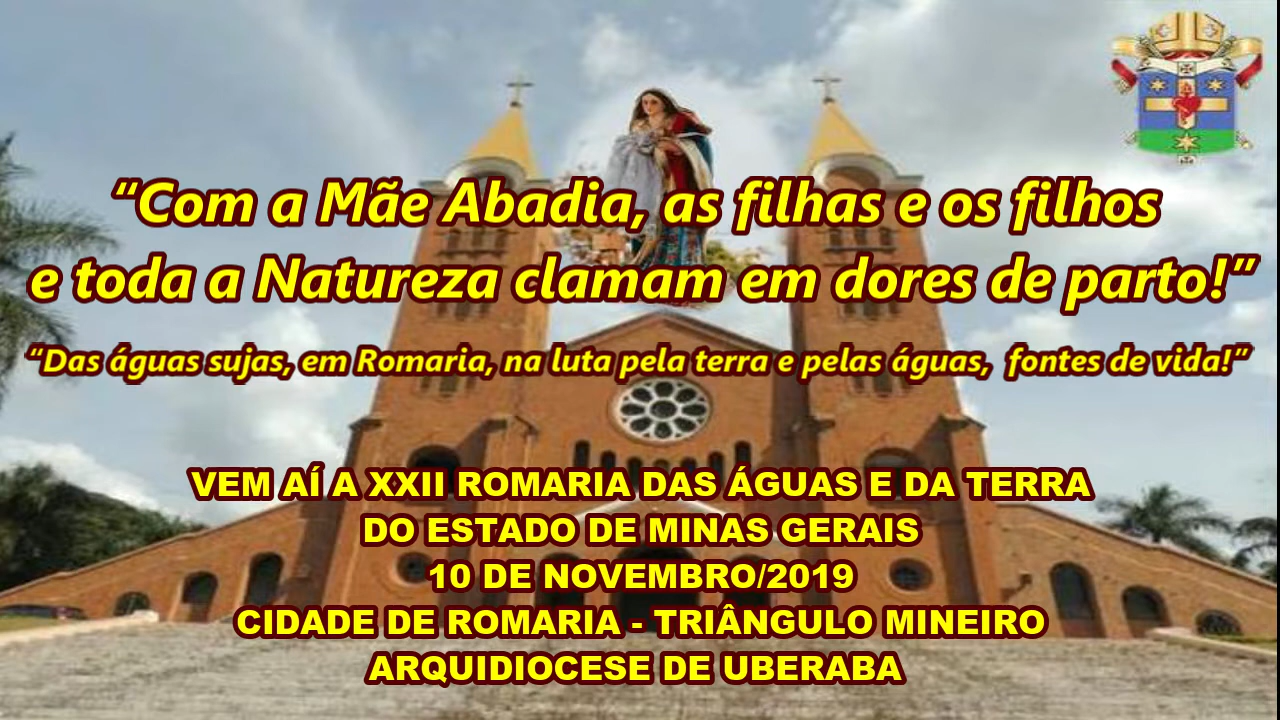 “Com a Mãe Abadia, as filhas e os filhos
e toda a Natureza clamam em dores de parto!”
“Das águas sujas, em Romaria, na luta pela terra e pelas águas, fontes de vida!”
VEM AÍ A XXII ROMARIA DAS ÁGUAS E DA TERRA
DO ESTADO DE MINAS GERAIS
10 DE NOVEMBRO/2019
CIDADE DE ROMARIA - TRIÂNGULO MINEIRO
ARQUIDIOCESE DE UBERABA